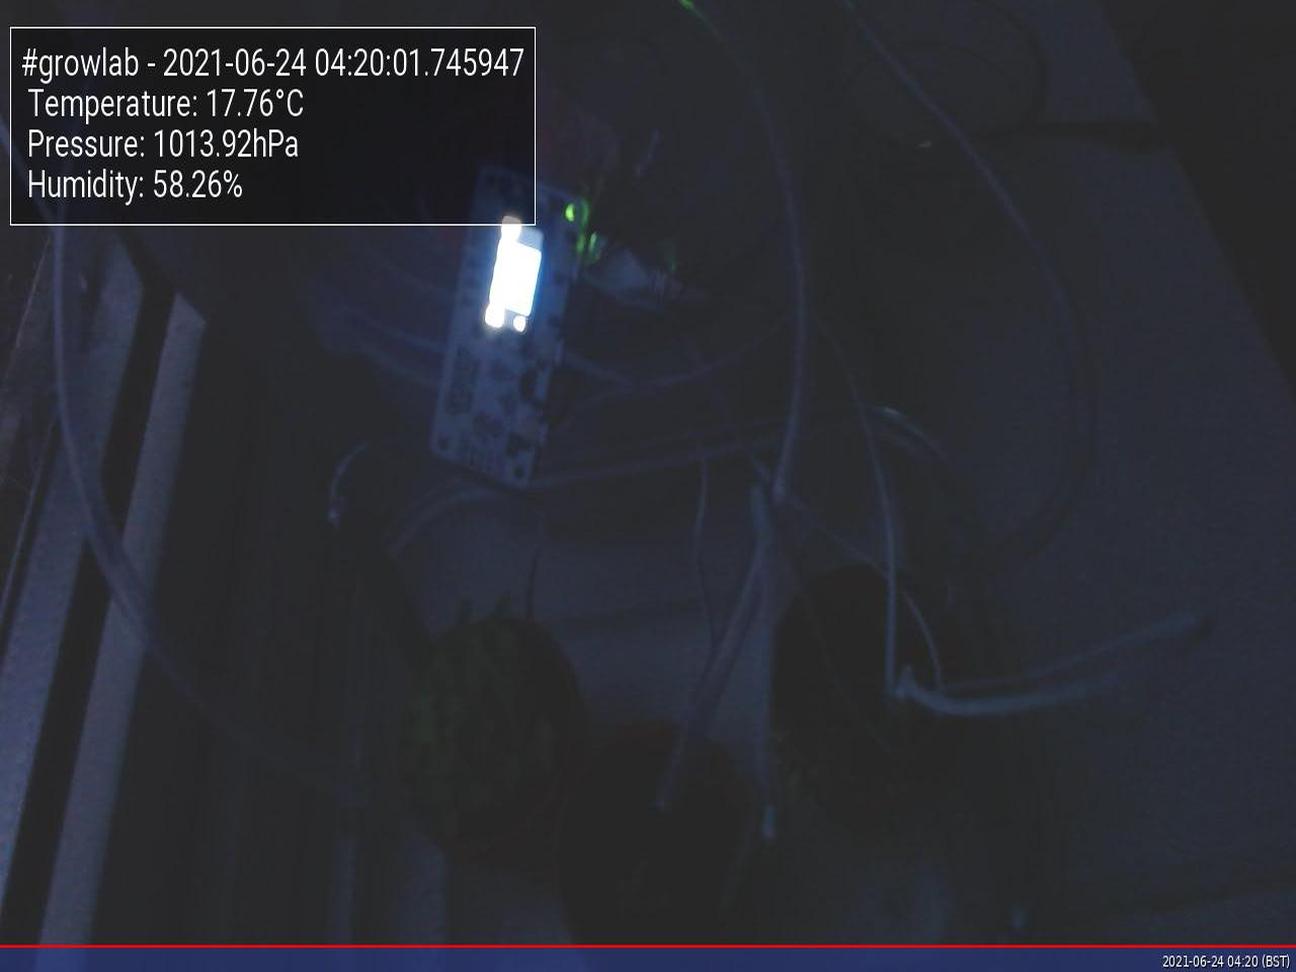 #growlab - 2021-06-24 04:20:01.745947
Temperature: 17.76°C
Pressure: 1013.92hPa
Humidity: 58.26%
2021-06-24 04:20 (BST)